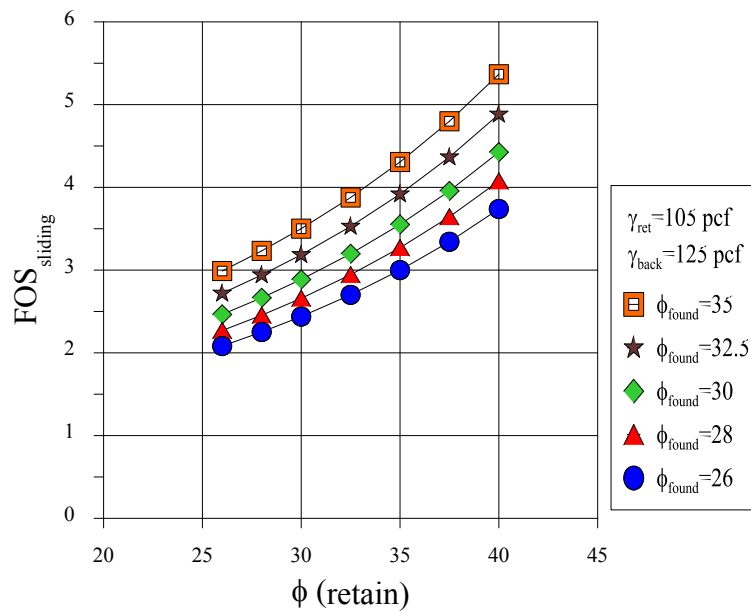 6
5
4
3
2
1
0
FOS sliding
20 25 30 35 40 45
ϕ (retain)
γret=105 pcf
γback=125 pcf
ϕfound=35
ϕfound=32.5
ϕfound=30
ϕfound=28
ϕfound=26